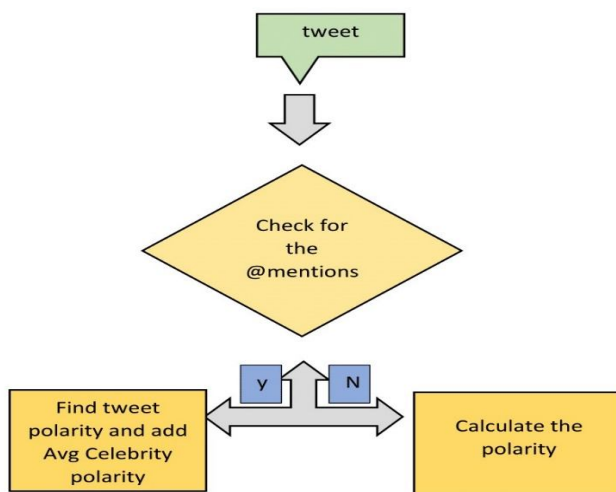 tweet
Check for
the
@mentions
y
N
Find tweet
polarity and add
Avg Celebrity
polarity
Calculate the
polarity